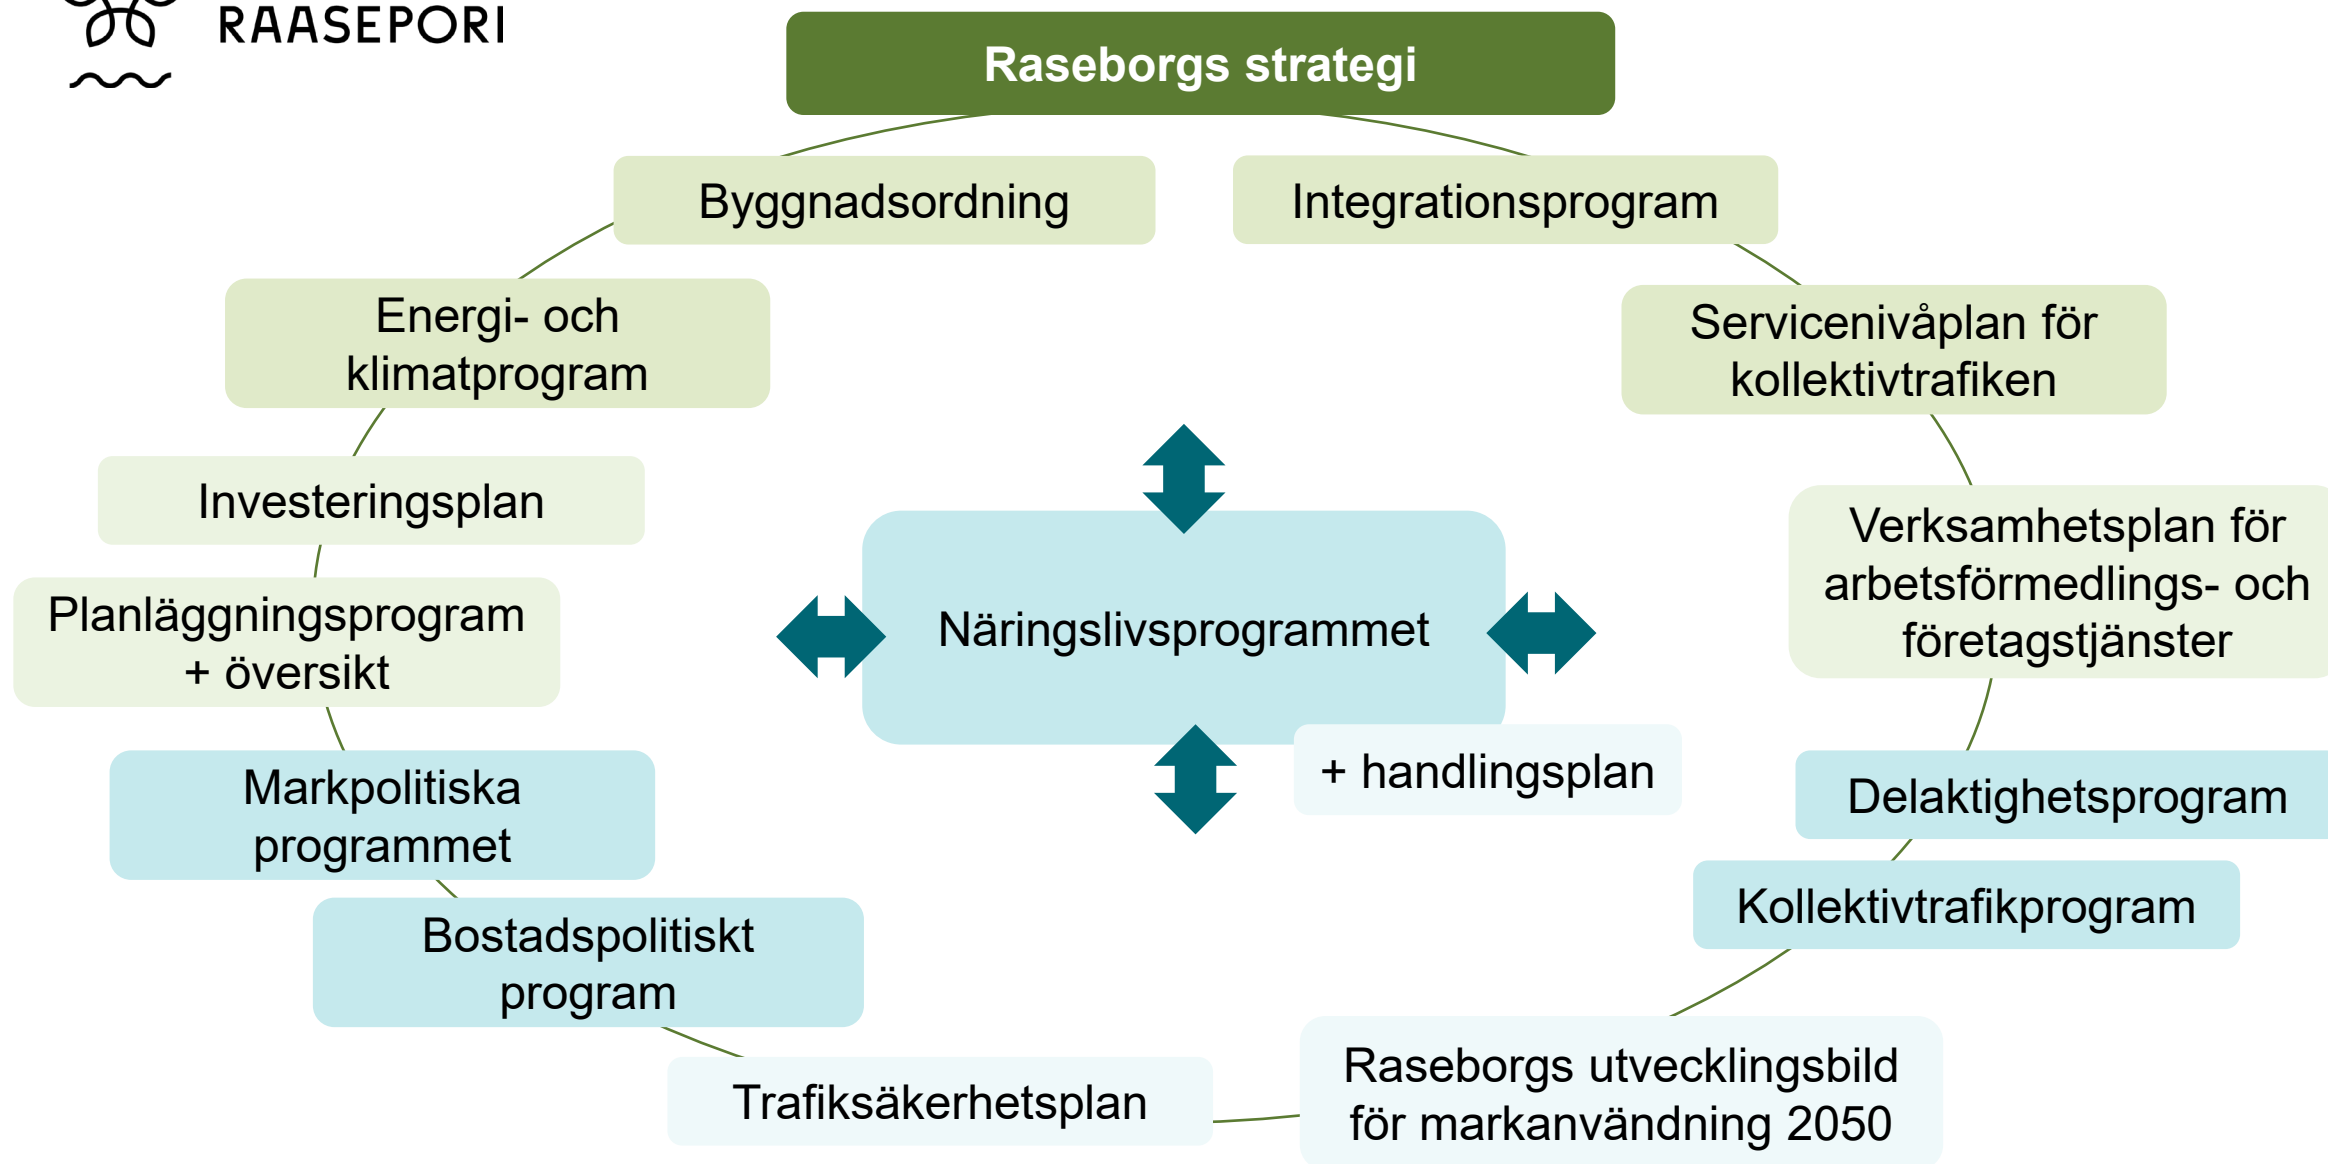 RAASEPORI
Raseborgs strategi
Byggnadsordning
Integrationsprogram
Energi- och
klimatprogram
Servicenivåplan för
kollektivtrafiken
Investeringsplan
Verksamhetsplan för
arbetsförmedlings- och
företagstjänster
Planläggningsprogram
+ översikt
Näringslivsprogrammet
+ handlingsplan
Markpolitiska
programmet
Delaktighetsprogram
Kollektivtrafikprogram
Bostadspolitiskt
program
Trafiksäkerhetsplan
Raseborgs utvecklingsbild
för markanvändning 2050